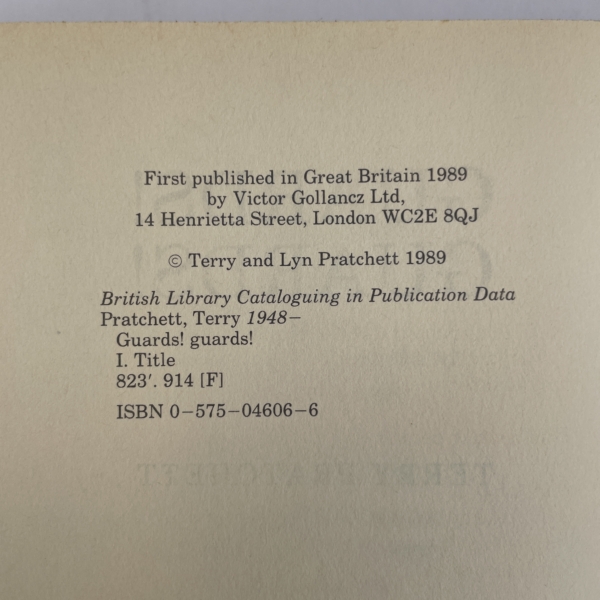 First published in Great Britain 1989
by Victor Gollancz Ltd,
14 Henrietta Street, London WC2E 8QJ
© Terry and Lyn Pratchett 1989
British Library Cataloguing in Publication Data
Pratchett, Terry 1948–
Guards! guards!
I. Title
823'. 914 [F]
ISBN 0–575–04606–6
TERRY PRATCHETT